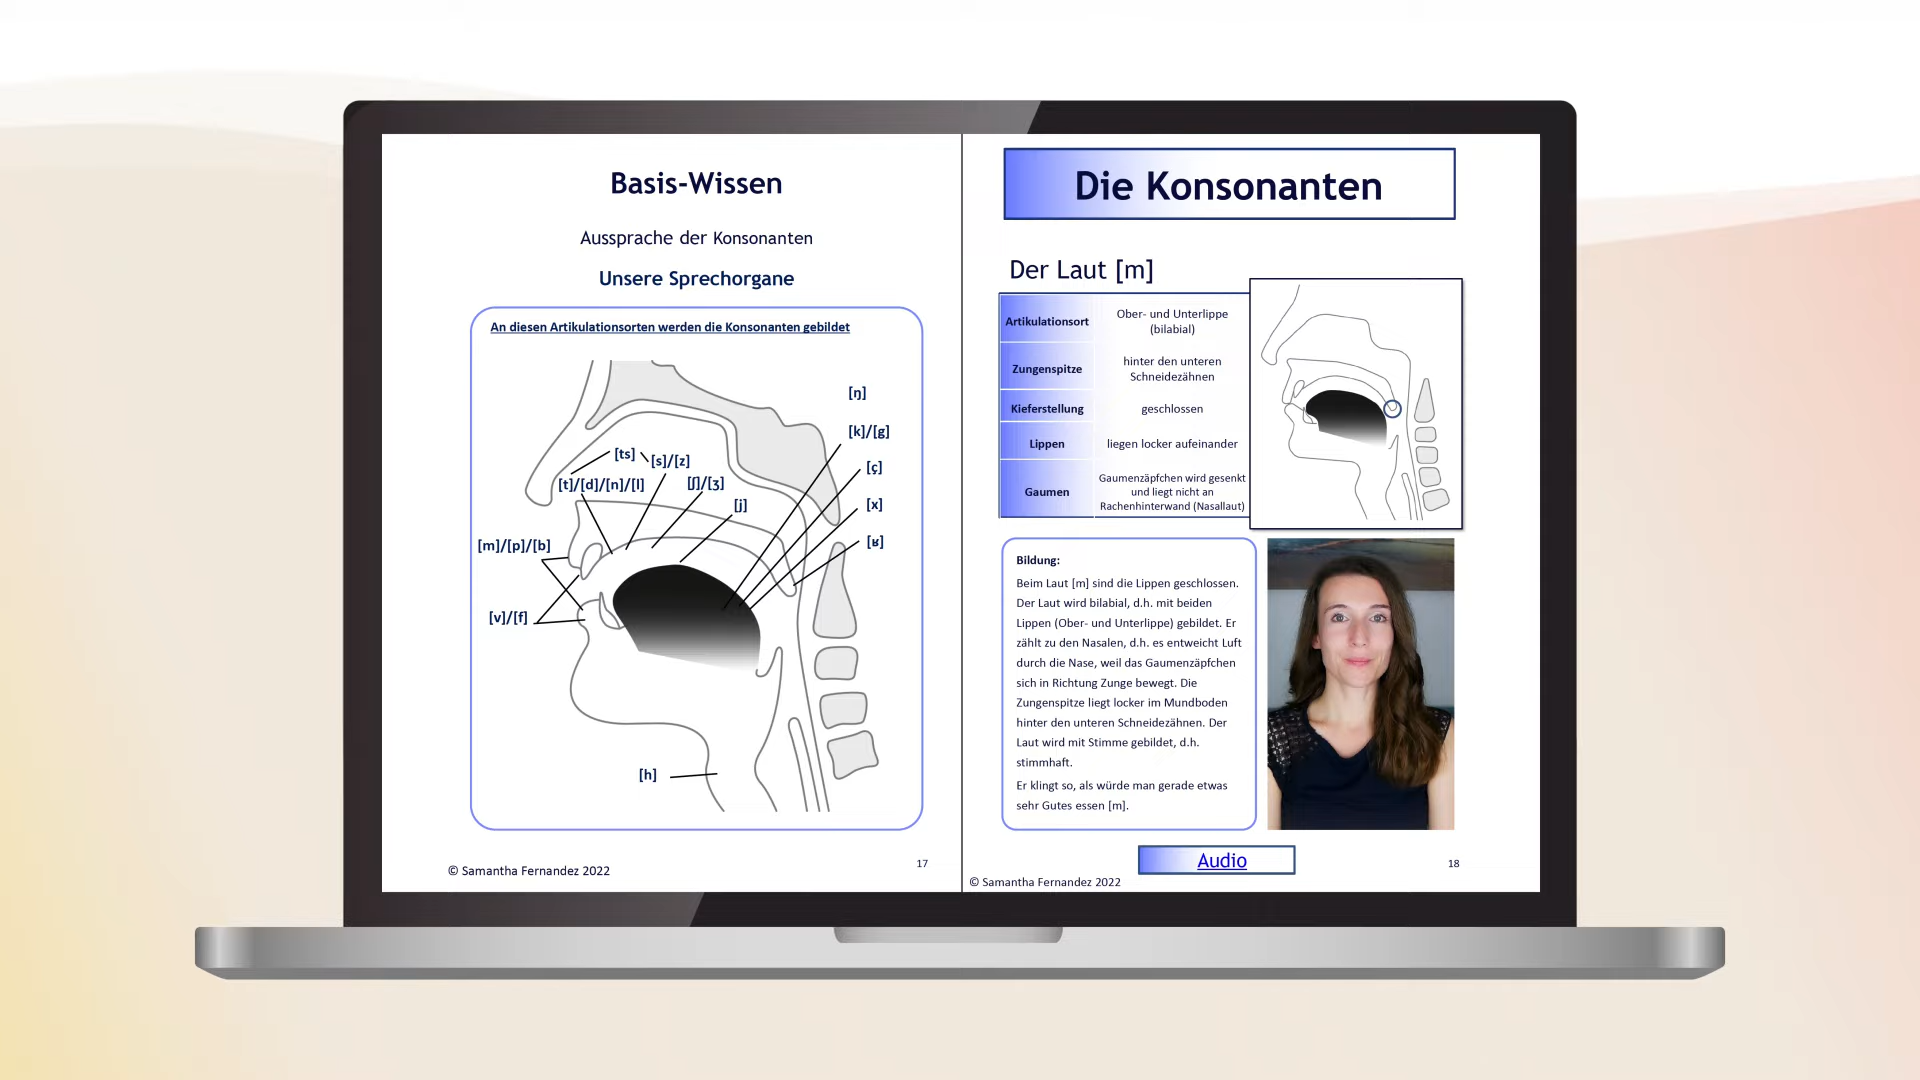 Basis-Wissen
Aussprache der Konsonanten
Unsere Sprechorgane
An diesen Artikulationsorten werden die Konsonanten gebildet
[ŋ]
[k]/[g]
[ts]
[s]/[z]
[ç]
[t]/[d]/[n]/[l]
[ʃ]/[ʒ]
[j]
[x]
[m]/[p]/[b]
[ʁ]
[v]/[f]
[h]
© Samantha Fernandez 2022
17
Die Konsonanten
Der Laut [m]
Artikulationsort
Ober- und Unterlippe
(bilabial)
Zungenspitze
hinter den unteren
Schneidezähnen
Kieferstellung
geschlossen
Lippen
liegen locker aufeinander
Gaumen
Gaumenzäpfchen wird gesenkt
und liegt nicht an
Rachenhinterwand (Nasallaut)
Bildung:
Beim Laut [m] sind die Lippen geschlossen.
Der Laut wird bilabial, d.h. mit beiden
Lippen (Ober- und Unterlippe) gebildet. Er
zählt zu den Nasalen, d.h. es entweicht Luft
durch die Nase, weil das Gaumenzäpfchen
sich in Richtung Zunge bewegt. Die
Zungenspitze liegt locker im Mundboden
hinter den unteren Schneidezähnen. Der
Laut wird mit Stimme gebildet, d.h.
stimmhaft.
Er klingt so, als würde man gerade etwas
sehr Gutes essen [m].
Audio
18
© Samantha Fernandez 2022